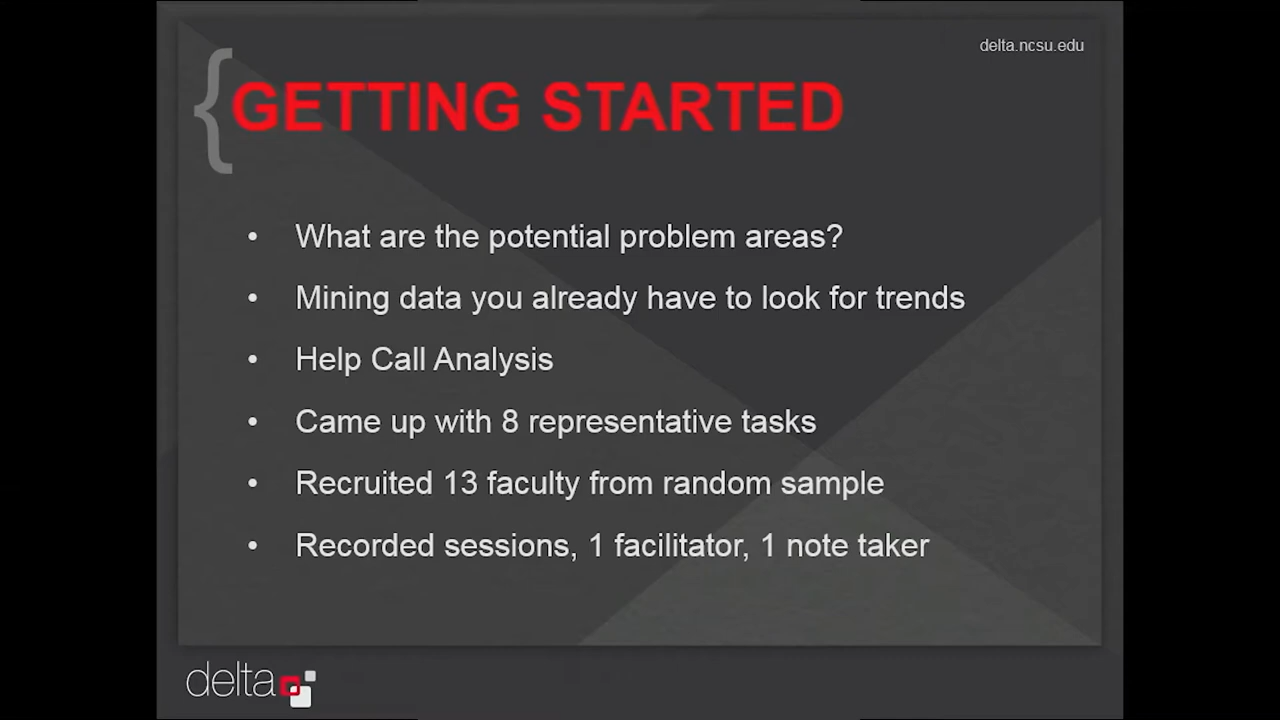 delta.ncsu.edu
{GETTING STARTED
• What are the potential problem areas?
• Mining data you already have to look for trends
• Help Call Analysis
• Came up with 8 representative tasks
• Recruited 13 faculty from random sample
• Recorded sessions, 1 facilitator, 1 note taker
delta